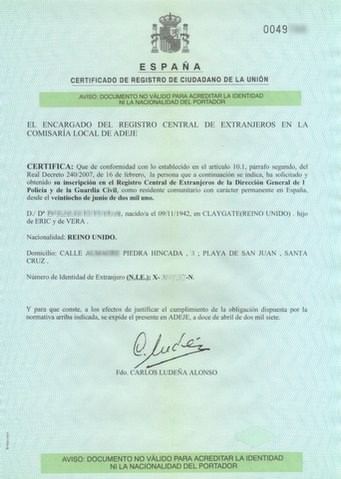 0049
ESPAÑA
CERTIFICADO DE REGISTRO DE CIUDADANO DE LA UNIÓN
AVISO: DOCUMENTO NO VÁLIDO PARA ACREDITAR LA IDENTIDAD
NI LA NACIONALIDAD DEL PORTADOR
EL ENCARGADO DEL REGISTRO CENTRAL DE EXTRANJEROS EN LA
COMISARÍA LOCAL DE ADEJE
CERTIFICA: Que de conformidad con lo establecido en el artículo 10.1, párrafo segundo, del
Real Decreto 240/2007, de 16 de febrero, la persona que a continuación se indica, ha solicitado y
obtenido su inscripción en el Registro Central de Extranjeros de la Dirección General de l
Policía y de la Guardia Civil, como residente comunitario con carácter permanente en España,
desde el veintiocho de junio de dos mil uno.
D./ Dª , nacido/a el 09/11/1942, en CLAYGATE(REINO UNIDO) . hijo
de ERIC y de VERA .
Nacionalidad: REINO UNIDO.
Domicilio: CALLE PIEDRA HINCADA , 3 ; PLAYA DE SAN JUAN , SANTA
CRUZ .
Número de Identidad de Extranjero (N.I.E.): X- -N.
Y para que conste, a los efectos de justificar el cumplimiento de la obligación dispuesta por la
normativa arriba indicada, se expide el presente en ADEJE, a doce de abril de dos mil siete.
C. Ludeña
Fdo. CARLOS LUDEÑA ALONSO
AVISO: DOCUMENTO NO VÁLIDO PARA ACREDITAR LA IDENTIDAD
NI LA NACIONALIDAD DEL PORTADOR